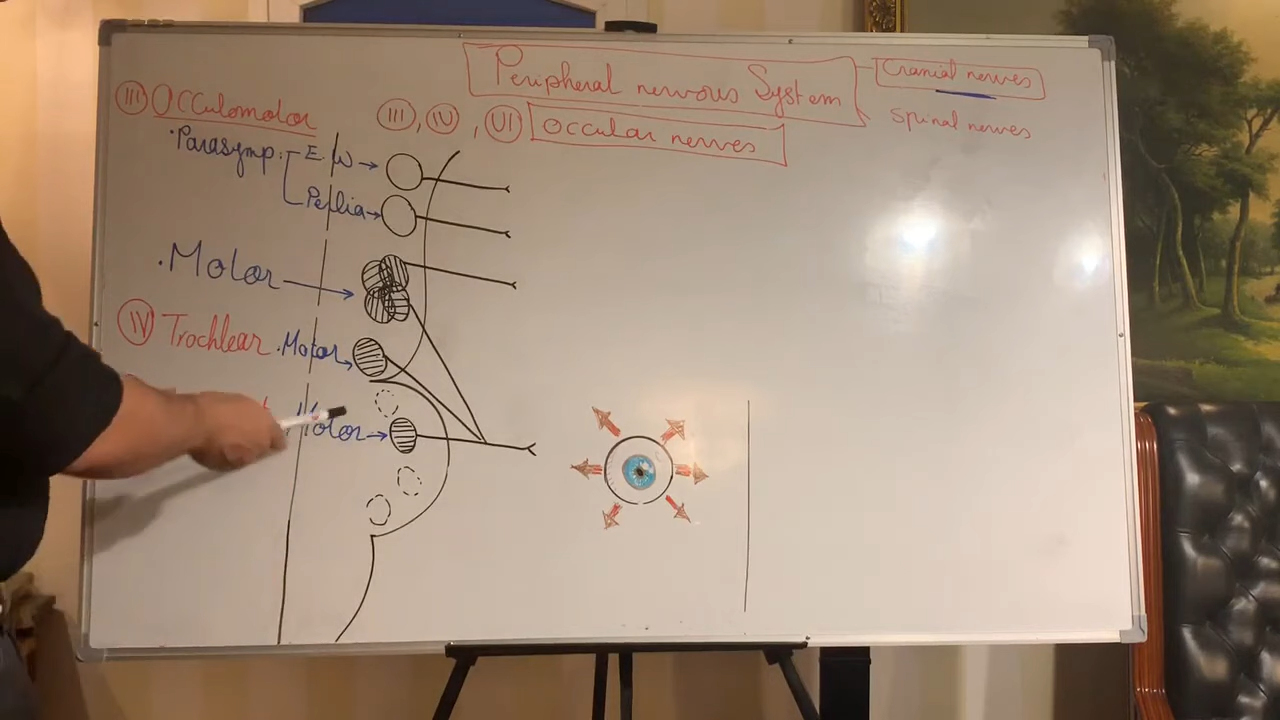 Peripheral nervous System
Cranial nerves
Spinal nerves
III, IV, VI Occular nerves
III Occulomotor
.Parasymp. E.W
Perlia
.Motor
IV Trochlear .Motor
Motor